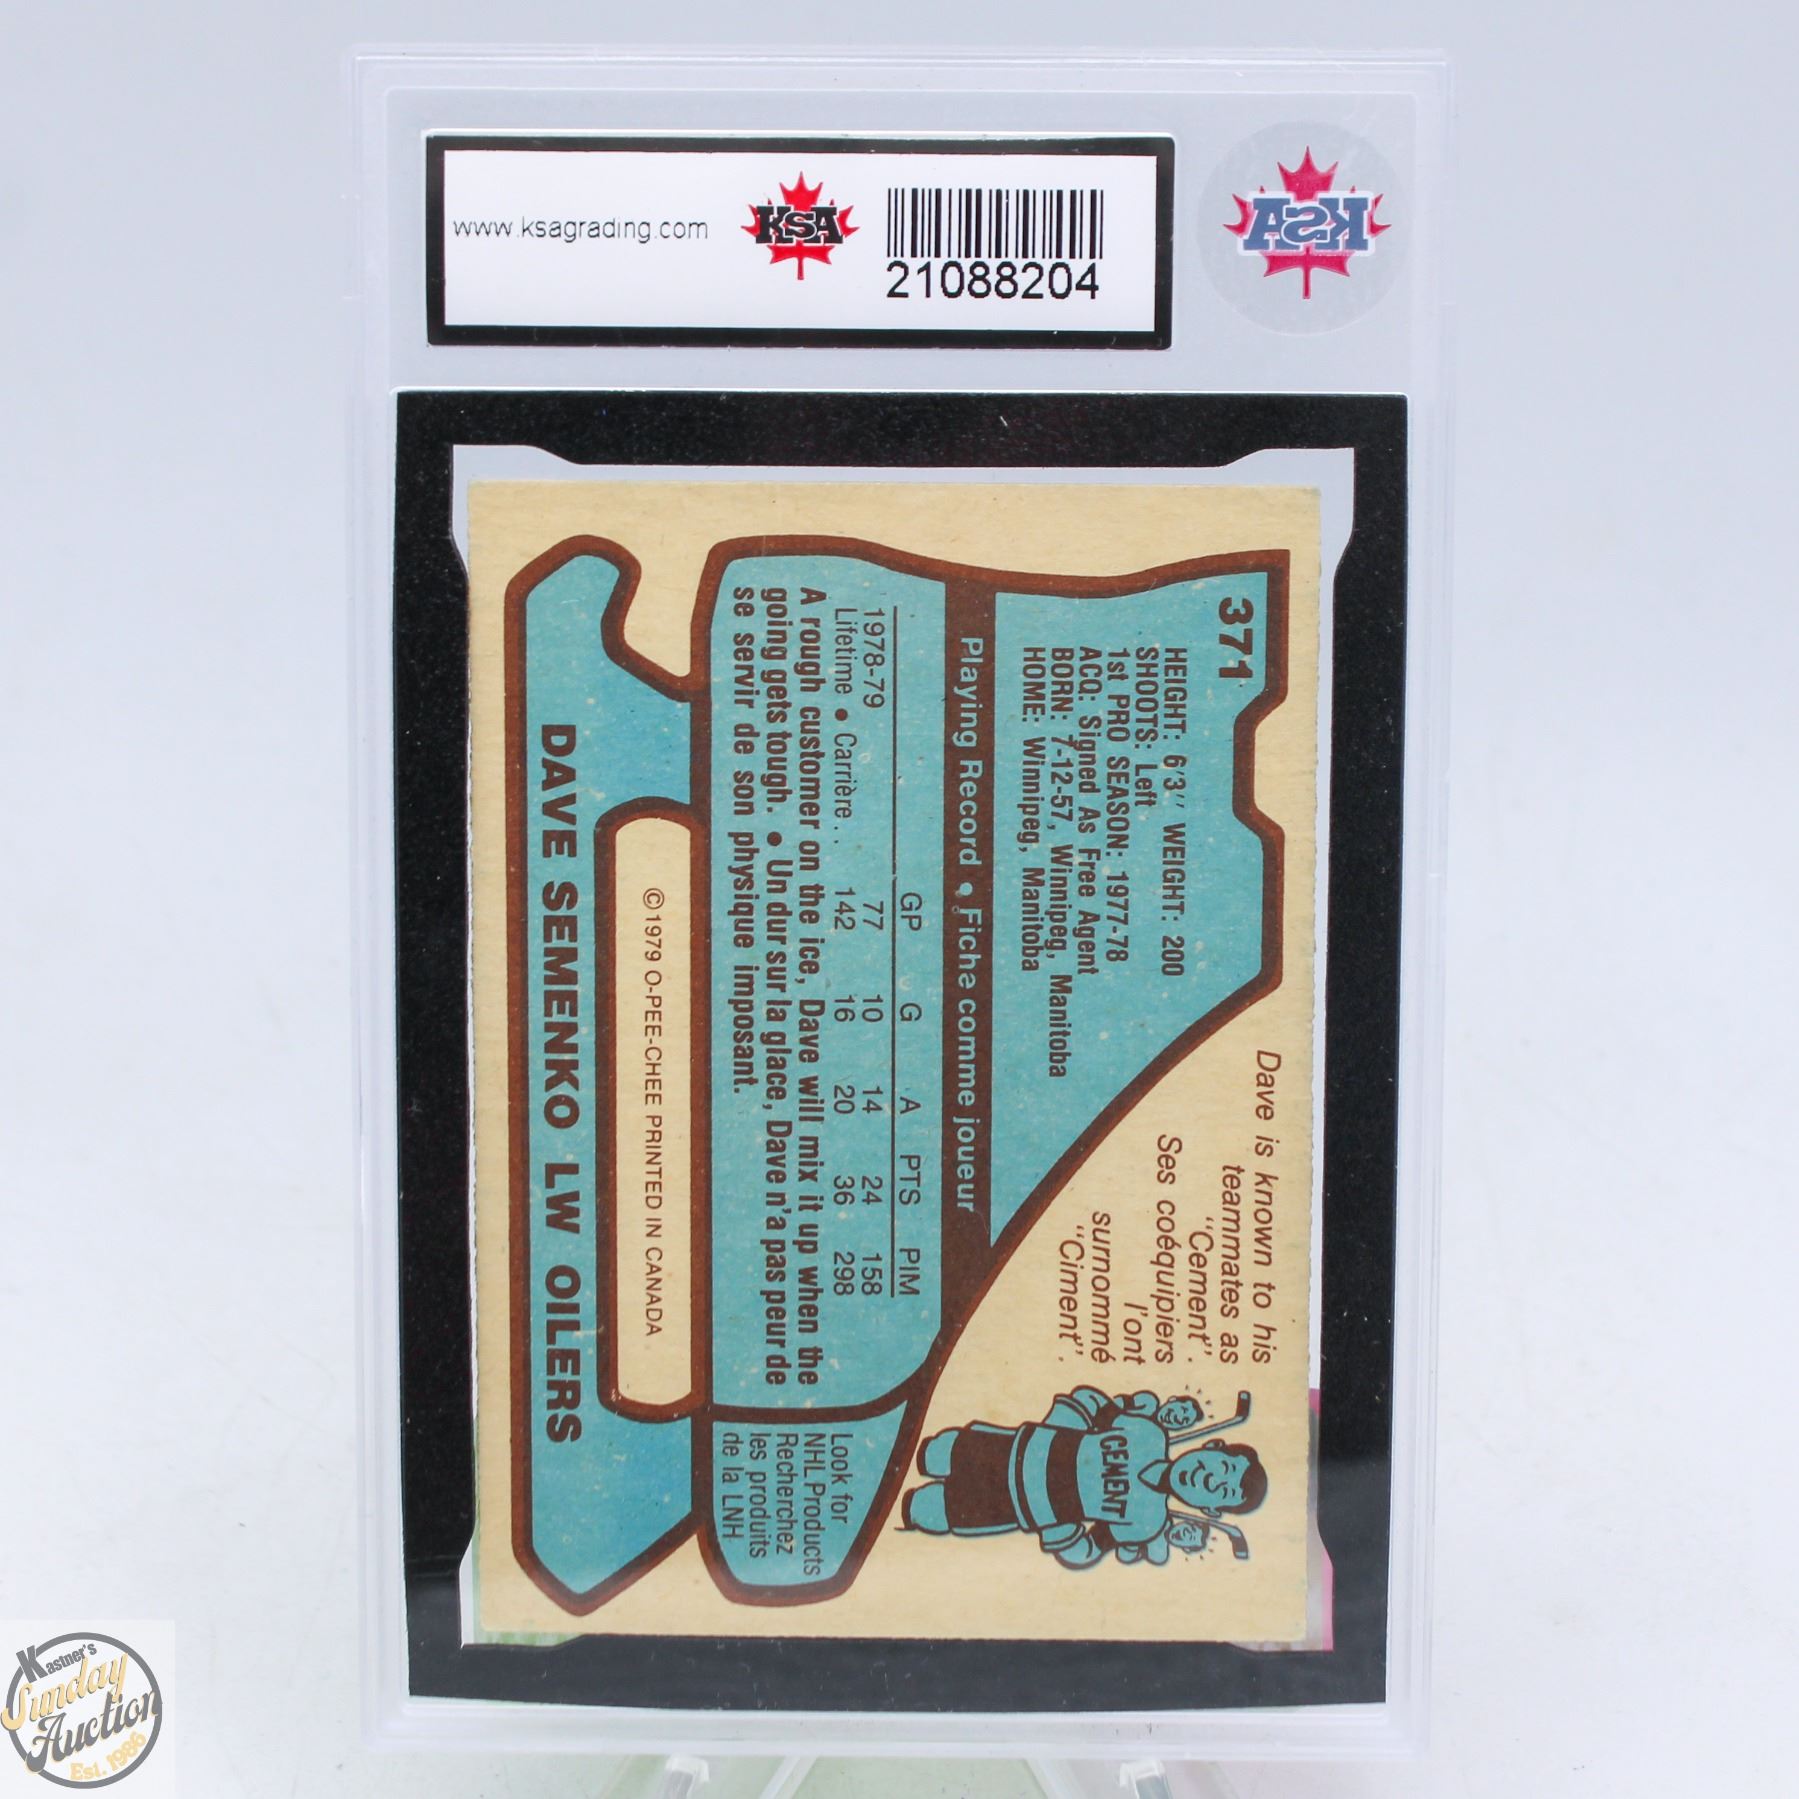 www.ksagrading.com
KSA
21088204
KSA
371
HEIGHT: 6'3'' WEIGHT: 200
SHOOTS: Left
1st PRO SEASON: 1977-78
ACQ: Signed As Free Agent
BORN: 7-12-57, Winnipeg, Manitoba
HOME: Winnipeg, Manitoba
Dave is known to his
teammates as
"Cement".
Ses coéquipiers
l'ont
surnommé
"Ciment".
CEMENT
Playing Record • Fiche comme joueur
GP G A PTS PIM
1978-79 77 10 14 24 158
Lifetime • Carrière.. 142 16 20 36 298
A rough customer on the ice, Dave will mix it up when the
going gets tough. • Un dur sur la glace, Dave n'a pas peur de
se servir de son physique imposant.
Look for
NHL Products
Recherchez
les produits
de la LNH
©1979 O-PEE-CHEE PRINTED IN CANADA
DAVE SEMENKO LW OILERS
Kastner's
Sunday
Auction
Est. 1986